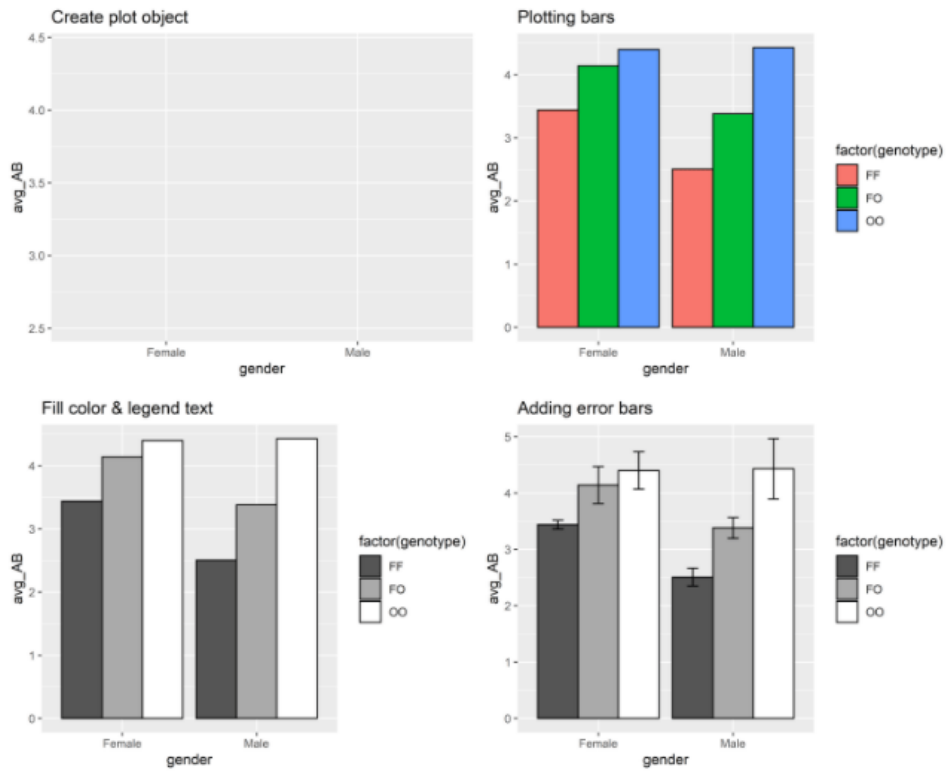 Create plot object
4.5
4.0
3.5
3.0
2.5
avg_AB
Female Male
gender
Plotting bars
4
3
2
1
0
avg_AB
Female Male
gender
factor(genotype)
FF
FO
OO
Fill color & legend text
4
3
2
1
0
avg_AB
Female Male
gender
factor(genotype)
FF
FO
OO
Adding error bars
5
4
3
2
1
0
avg_AB
Female Male
gender
factor(genotype)
FF
FO
OO